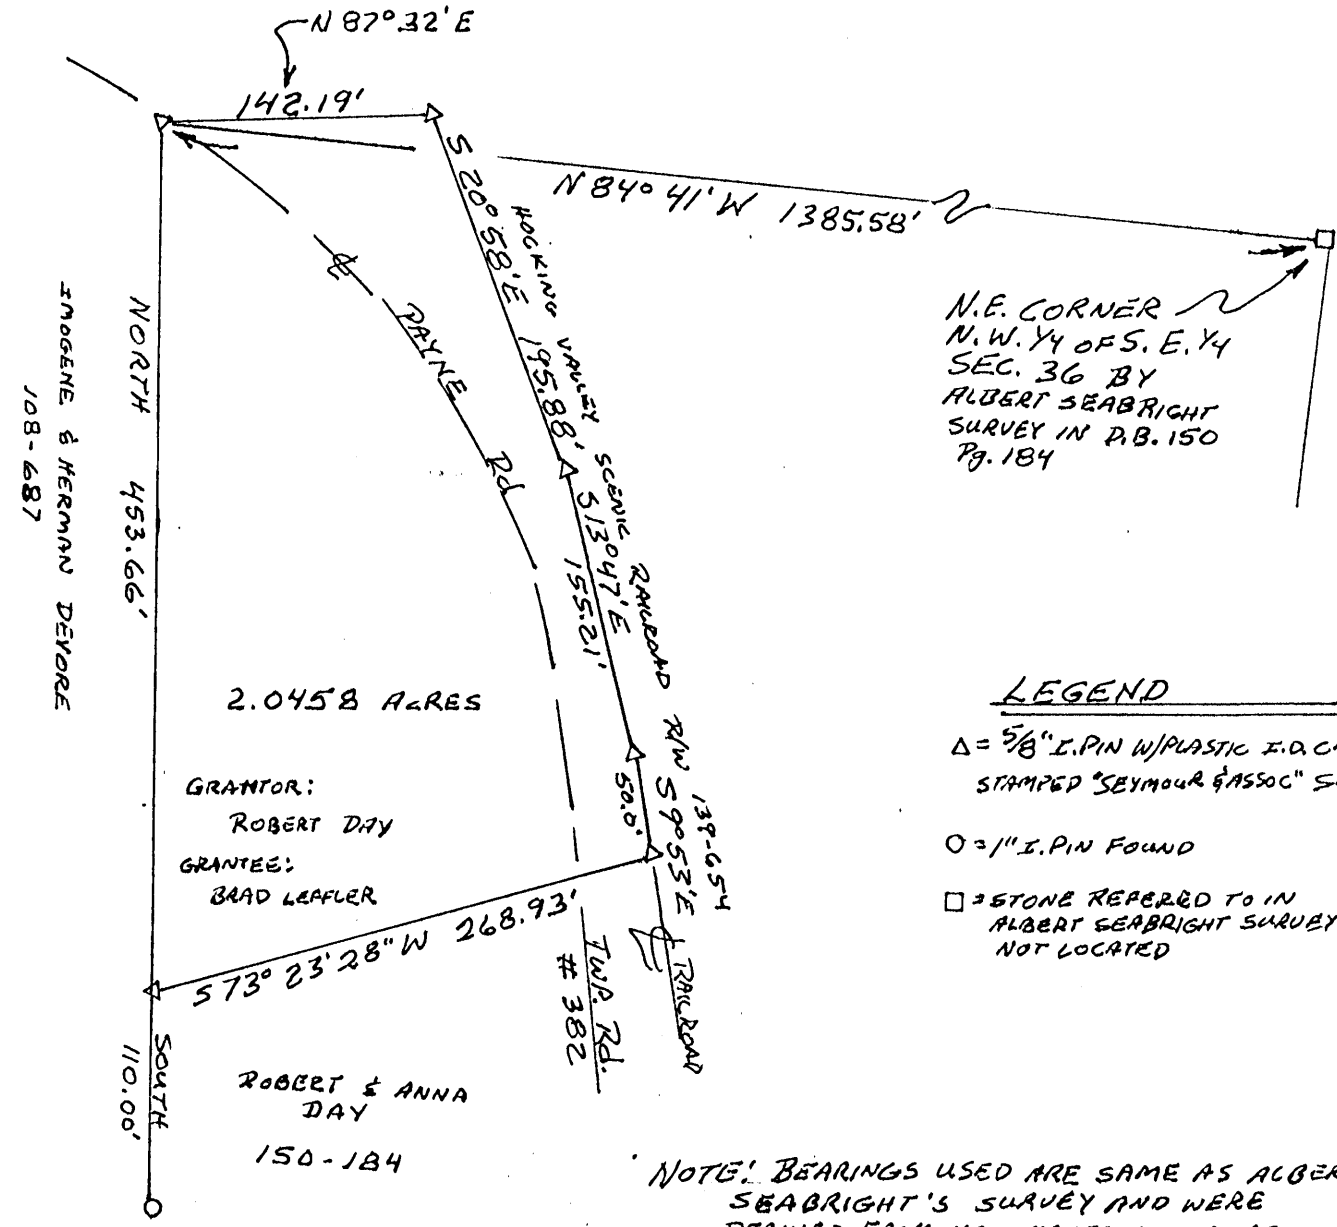 N 87° 32' E
142.19'
N 84° 41' W 1385.58'
S 20° 58' E 195.88'
HOCKING VALLEY SCENIC RAILROAD R/W 139-654
S 13° 47' E
155.21'
S 9° 53' E
50.0'
℄
PAYNE Rd
NORTH 453.66'
IMOGENE & HERMAN DEVORE
108-687
N.E. CORNER
N.W. 1/4 OF S.E. 1/4
SEC. 36 BY
ALBERT SEABRIGHT
SURVEY IN D.B. 150
Pg. 184
2.0458 ACRES
GRANTOR:
ROBERT DAY
GRANTEE:
BRAD LEFFLER
S 73° 23' 28" W 268.93'
TWP. Rd.
# 382
℄ RAILROAD
SOUTH
110.00'
ROBERT & ANNA
DAY
150-184
LEGEND
△ = 5/8" I.PIN W/PLASTIC I.D.
STAMPED "SEYMOUR & ASSOC"
○ = 1" I.PIN FOUND
□ = STONE REFERED TO IN
ALBERT SEABRIGHT SURVEY
NOT LOCATED
NOTE: BEARINGS USED ARE SAME AS ALBER
SEABRIGHT'S SURVEY AND WERE